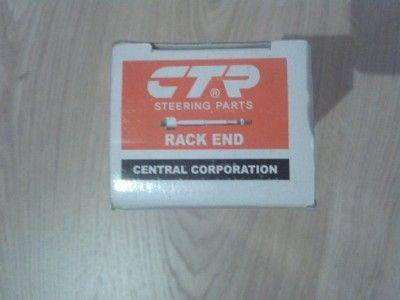 CTR®
STEERING PARTS
RACK END
CENTRAL CORPORATION